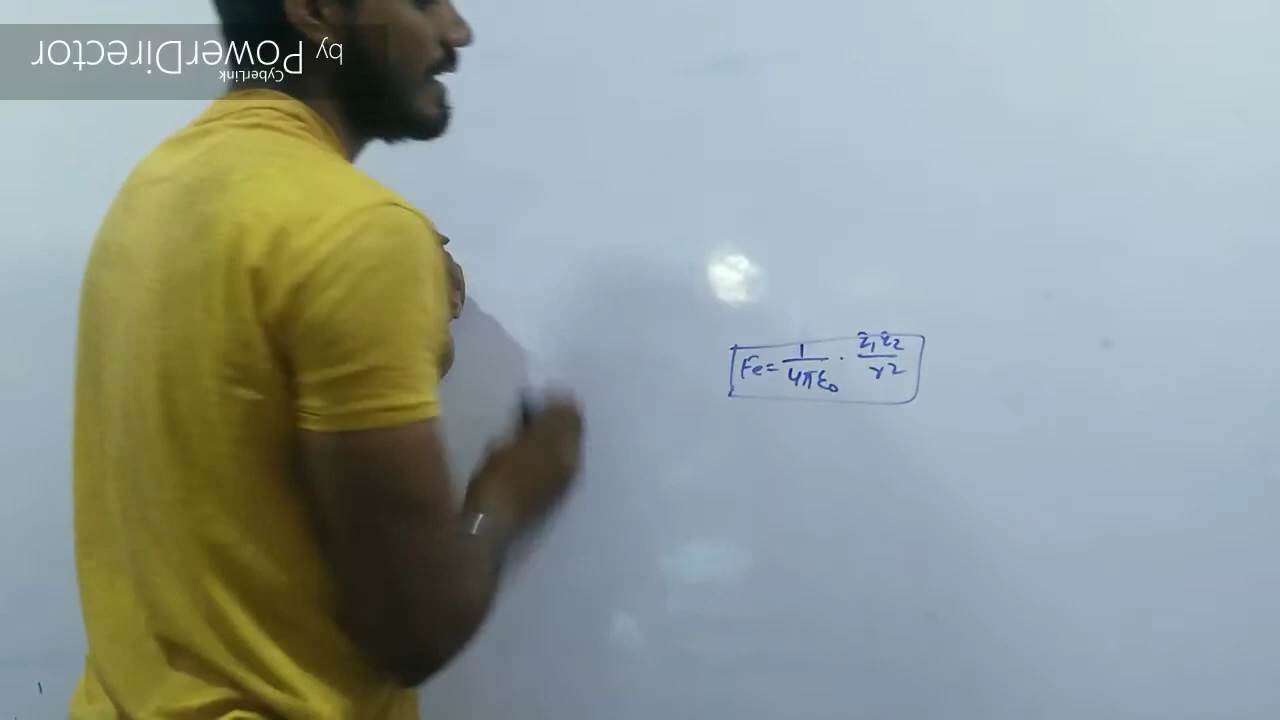 by PowerDirector
CyberLink
Fe = 1/4πε₀ · q₁q₂/r²